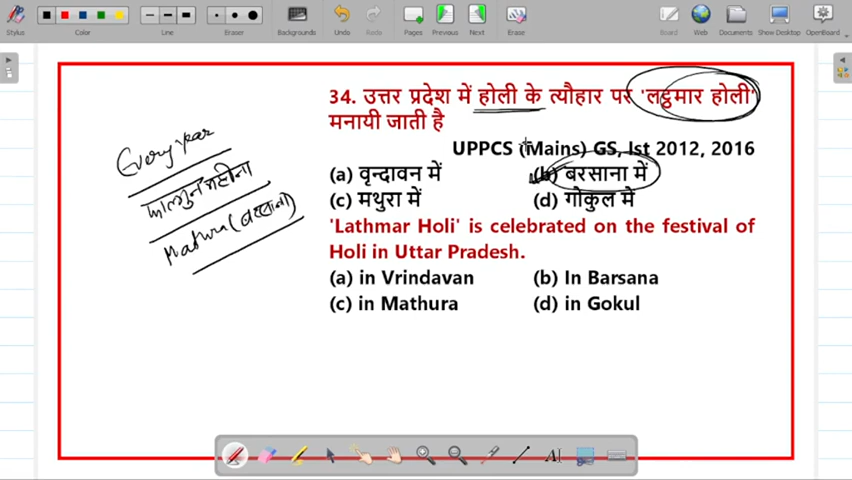 Stylus
Color
Line
Eraser
Backgrounds
Undo
Redo
Pages
Previous
Next
Erase
Board
Web
Documents
Show Desktop
OpenBoard
34. उत्तर प्रदेश में होली के त्यौहार पर 'लट्ठमार होली'
मनायी जाती है
UPPCS (Mains) GS, Ist 2012, 2016
(a) वृन्दावन में
(b) बरसाना में
(c) मथुरा में
(d) गोकुल में
'Lathmar Holi' is celebrated on the festival of
Holi in Uttar Pradesh.
(a) in Vrindavan
(b) In Barsana
(c) in Mathura
(d) in Gokul
Every year
फाल्गुन महीना
Mathura (बरसाना)